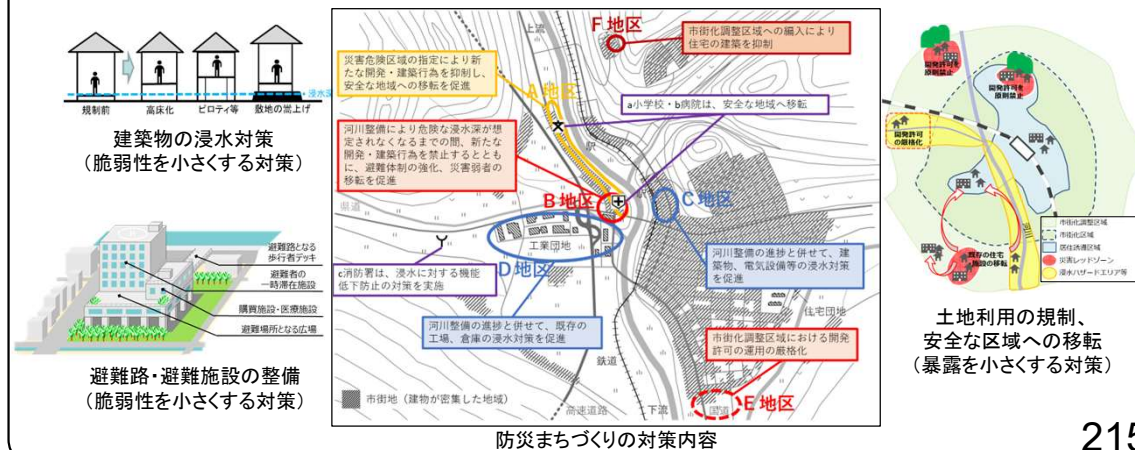 規制前
高床化
ピロティ等
敷地の嵩上げ
浸水深
建築物の浸水対策
(脆弱性を小さくする対策)
避難路となる
歩行者デッキ
避難者の
一時滞在施設
購買施設・医療施設
避難場所となる広場
避難路・避難施設の整備
(脆弱性を小さくする対策)
上流
F地区
市街化調整区域への編入により
住宅の建築を抑制
災害危険区域の指定により新
たな開発・建築行為を抑制し、
安全な地域への移転を促進
A地区
a小学校・b病院は、安全な地域へ移転
駅
河川整備により危険な浸水深が想
定されなくなるまでの間、新たな
開発・建築行為を禁止するととも
に、避難体制の強化、災害弱者の
移転を促進
B地区
C地区
県道
工業団地
D地区
c消防署は、浸水に対する機能
低下防止の対策を実施
河川整備の進捗と併せて、建
築物、電気設備等の浸水対策
を促進
河川整備の進捗と併せて、既存の
工場、倉庫の浸水対策を促進
住宅団地
市街化調整区域における開発
許可の運用の厳格化
鉄道
市街地(建物が密集した地域)
高速道路
下流
国道
E地区
防災まちづくりの対策内容
開発許可を
原則禁止
開発許可を
原則禁止
開発許可
の厳格化
河川
既存の住宅
施設の移転
市街化調整区域
市街化区域
居住誘導区域
災害レッドゾーン
浸水ハザードエリア等
土地利用の規制、
安全な区域への移転
(暴露を小さくする対策)
215